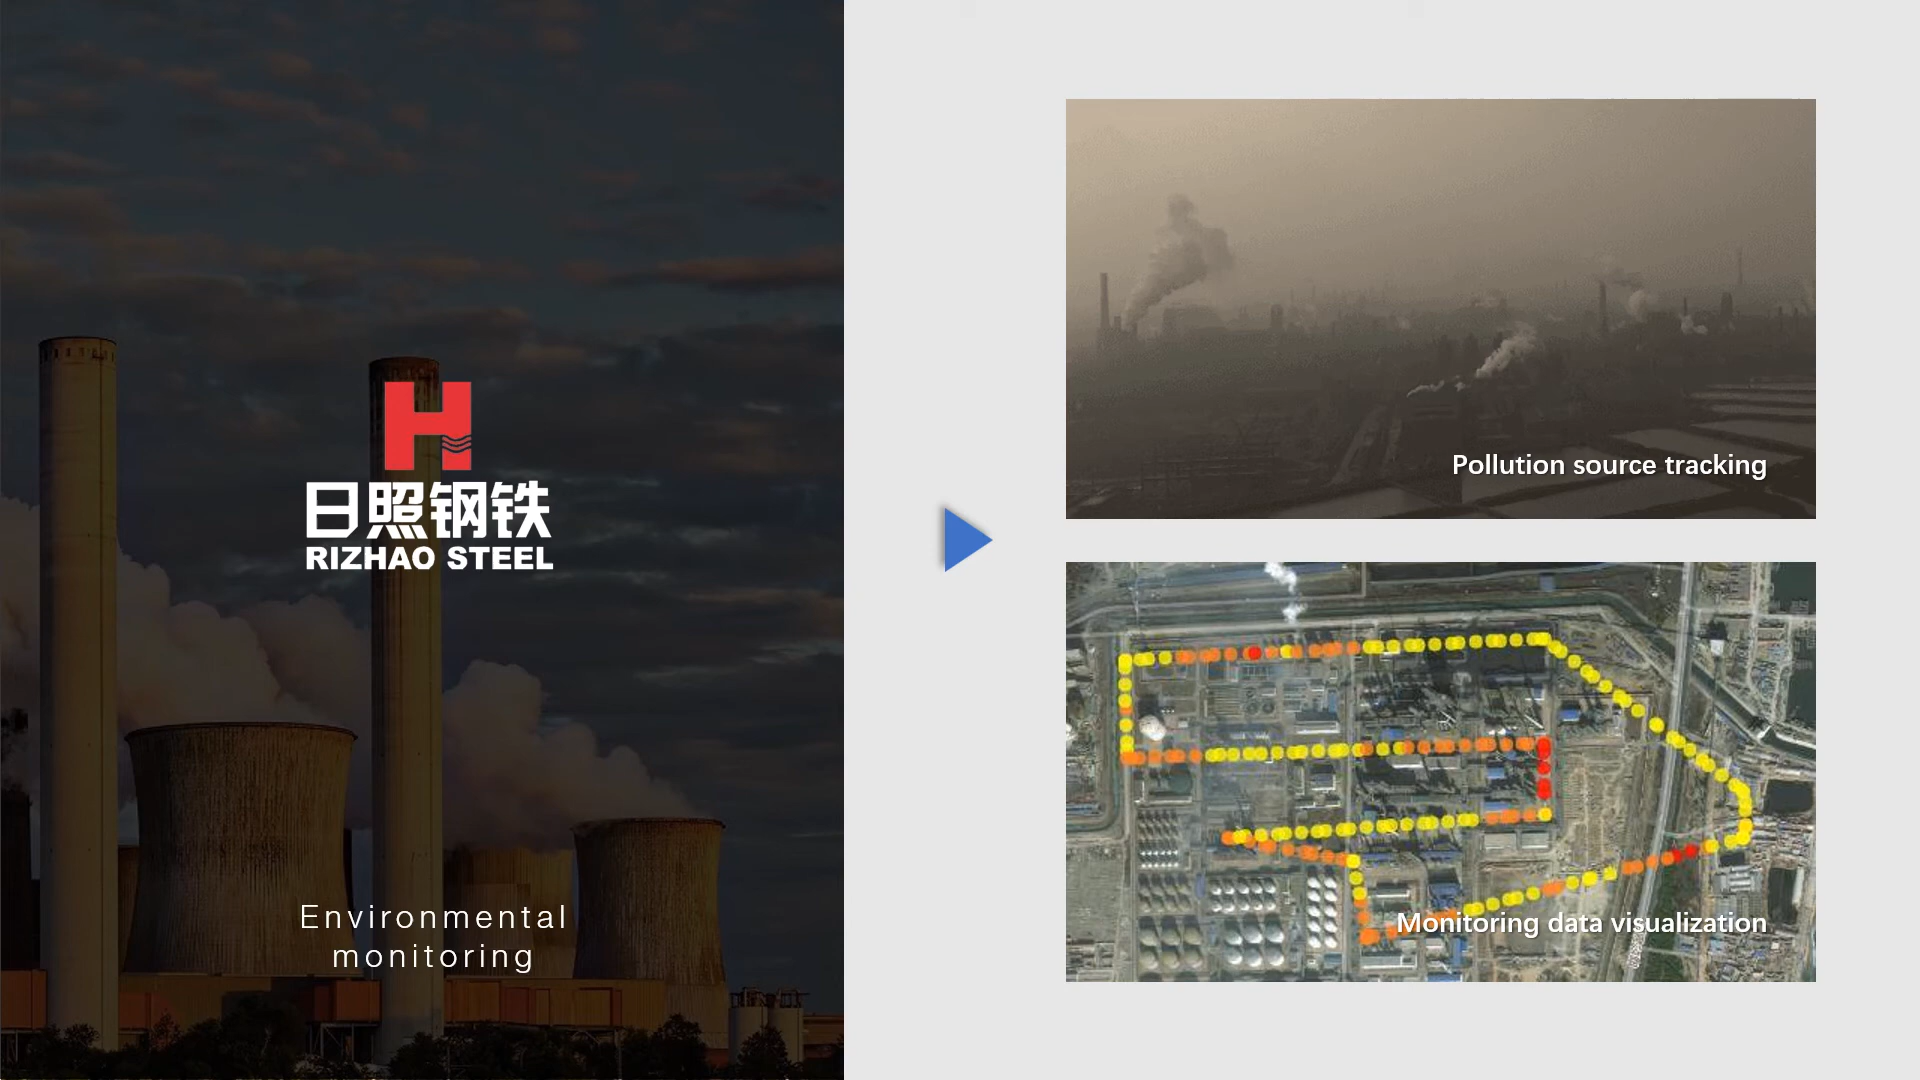 日照钢铁
RIZHAO STEEL
Environmental
monitoring
Pollution source tracking
Monitoring data visualization